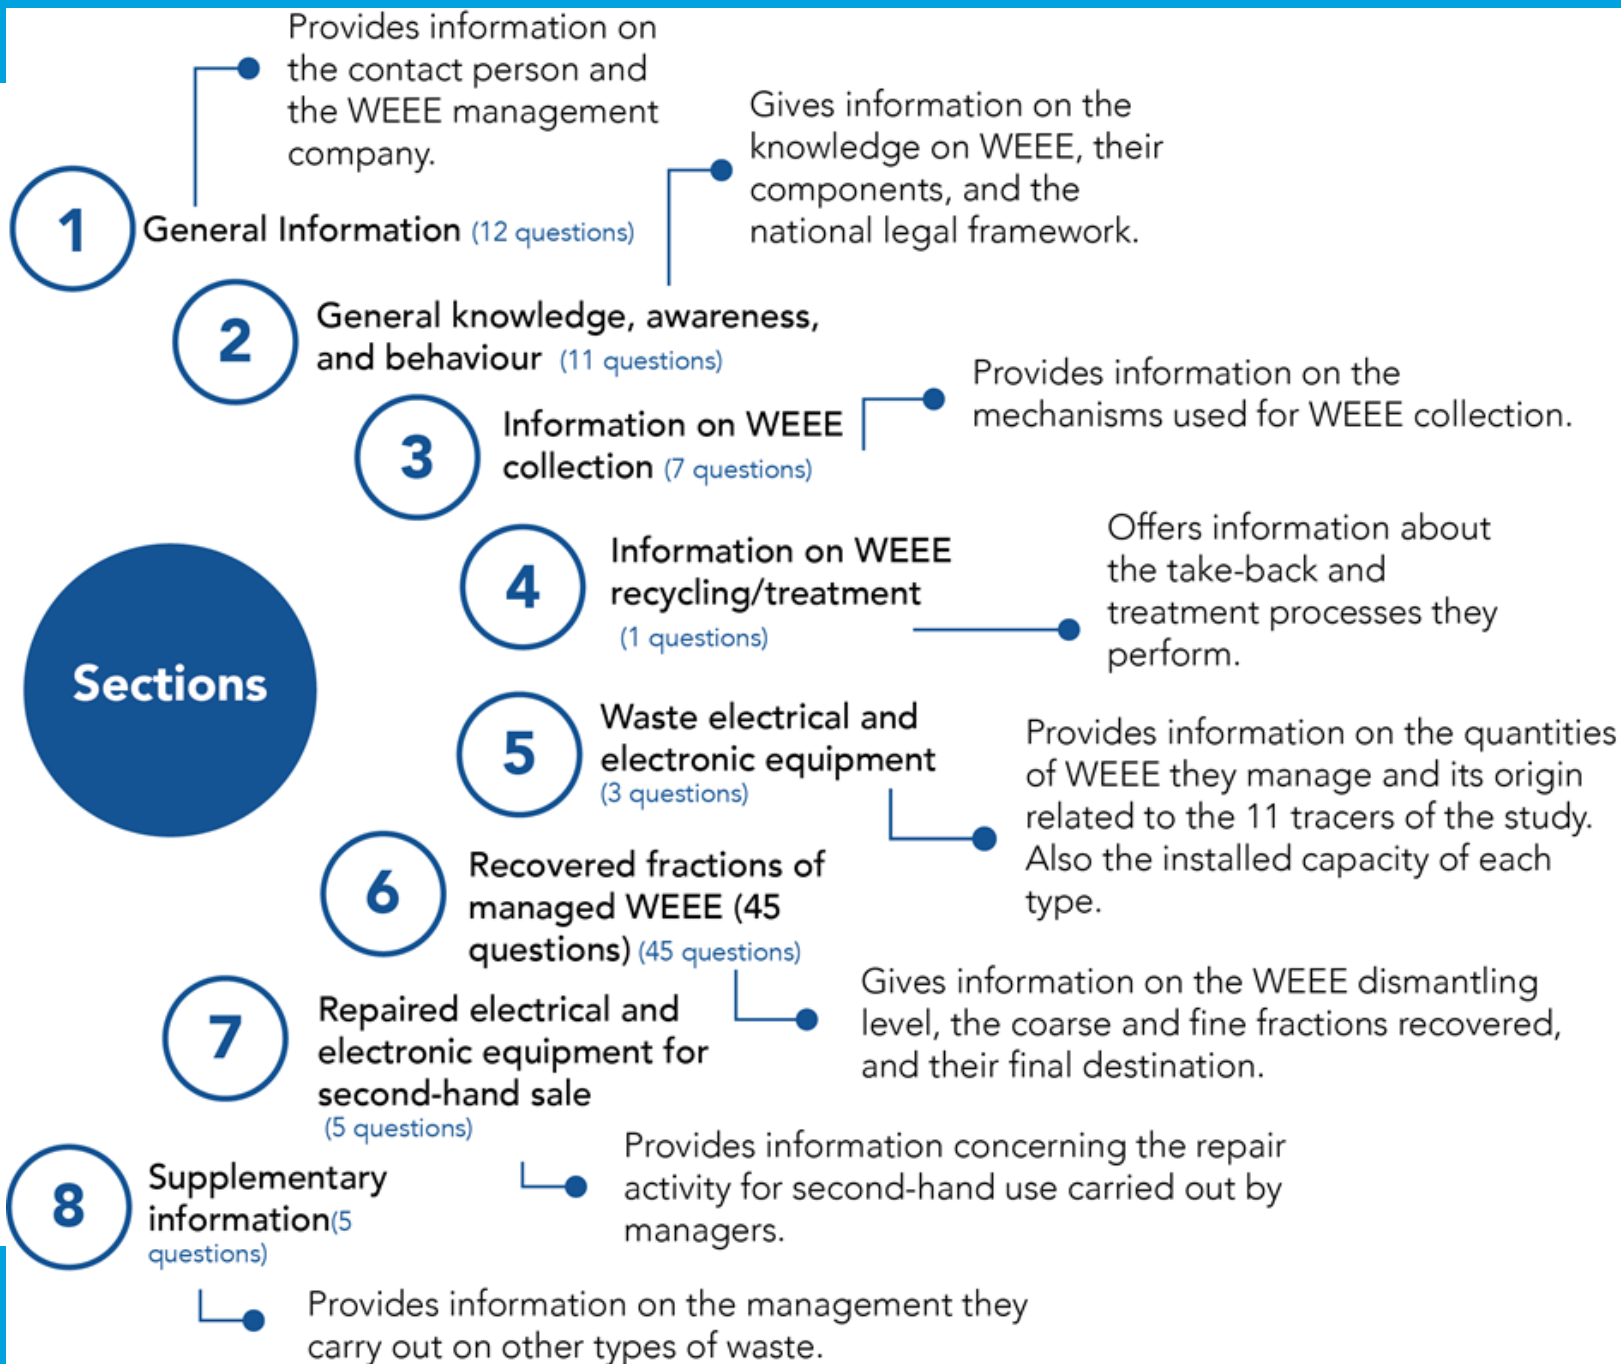 Provides information on
the contact person and
the WEEE management
company.
1
General Information (12 questions)
Gives information on the
knowledge on WEEE, their
components, and the
national legal framework.
2
General knowledge, awareness,
and behaviour (11 questions)
Provides information on the
mechanisms used for WEEE collection.
3
Information on WEEE
collection (7 questions)
4
Information on WEEE
recycling/treatment
(1 questions)
Offers information about
the take-back and
treatment processes they
perform.
Sections
5
Waste electrical and
electronic equipment
(3 questions)
Provides information on the quantities
of WEEE they manage and its origin
related to the 11 tracers of the study.
Also the installed capacity of each
type.
6
Recovered fractions of
managed WEEE (45
questions) (45 questions)
Gives information on the WEEE dismantling
level, the coarse and fine fractions recovered,
and their final destination.
7
Repaired electrical and
electronic equipment for
second-hand sale
(5 questions)
Provides information concerning the repair
activity for second-hand use carried out by
managers.
8
Supplementary
information(5
questions)
Provides information on the management they
carry out on other types of waste.